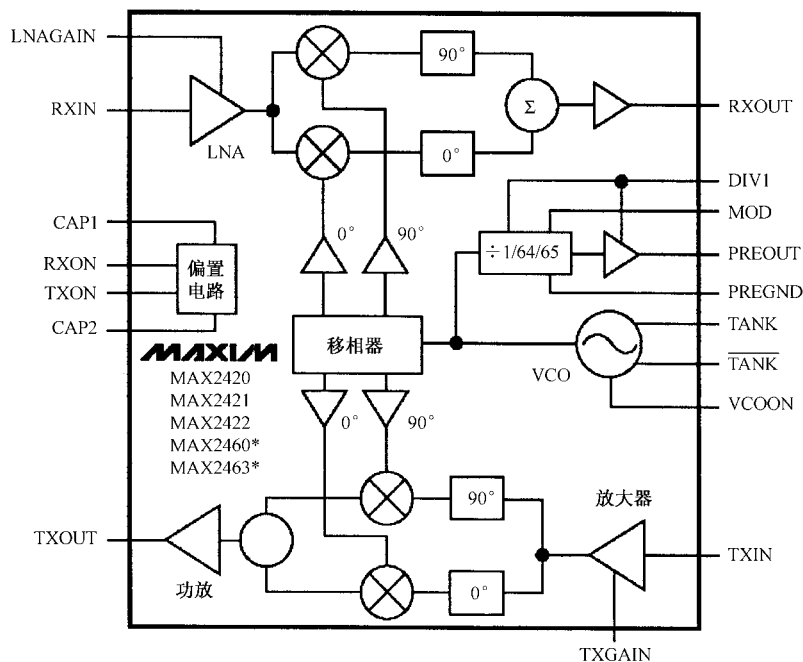 LNAGAIN
RXIN
LNA
90°
0°
Σ
RXOUT
DIV1
MOD
÷1/64/65
PREOUT
PREGND
CAP1
RXON
TXON
CAP2
偏置
电路
0°
90°
移相器
VCO
TANK
TANK
VCOON
MAXIM
MAX2420
MAX2421
MAX2422
MAX2460*
MAX2463*
0°
90°
90°
0°
放大器
TXIN
TXGAIN
TXOUT
功放